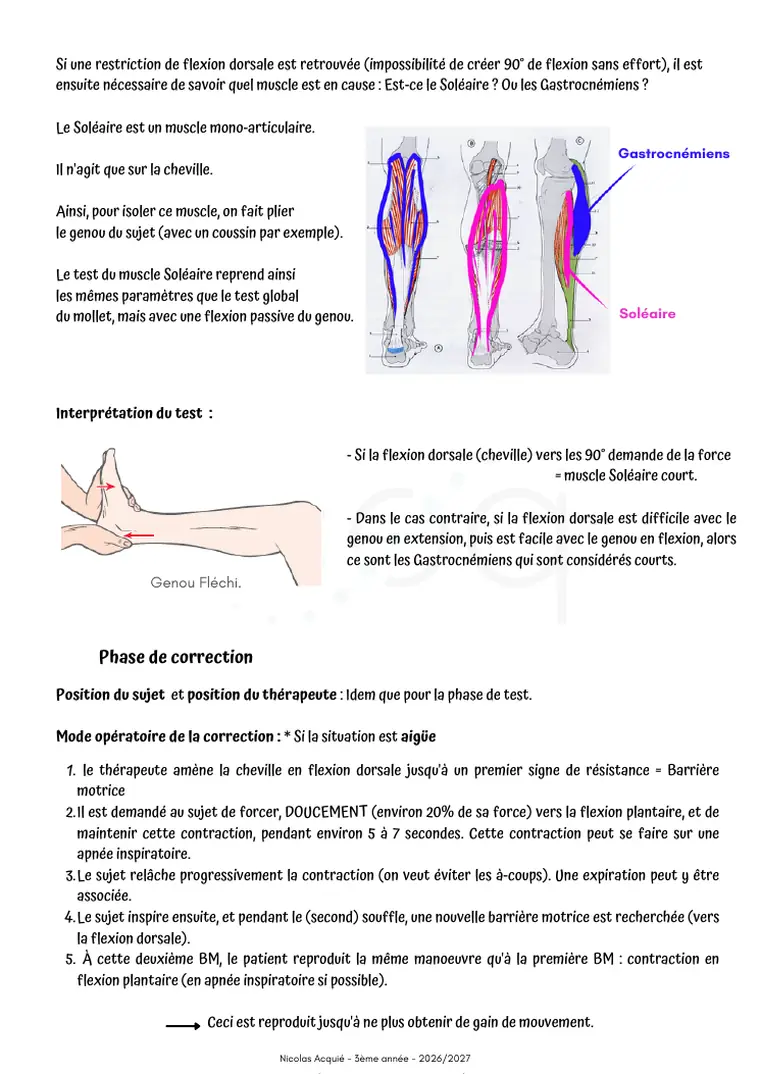 Si une restriction de flexion dorsale est retrouvée (impossibilité de créer 90° de flexion sans effort), il est
ensuite nécessaire de savoir quel muscle est en cause : Est-ce le Soléaire ? Ou les Gastrocnémiens ?
Le Soléaire est un muscle mono-articulaire.
Il n'agit que sur la cheville.
Ainsi, pour isoler ce muscle, on fait plier
le genou du sujet (avec un coussin par exemple).
Le test du muscle Soléaire reprend ainsi
les mêmes paramètres que le test global
du mollet, mais avec une flexion passive du genou.
Gastrocnémiens
Soléaire
Interprétation du test :
- Si la flexion dorsale (cheville) vers les 90° demande de la force
= muscle Soléaire court.
- Dans le cas contraire, si la flexion dorsale est difficile avec le
genou en extension, puis est facile avec le genou en flexion, alors
ce sont les Gastrocnémiens qui sont considérés courts.
Genou Fléchi.
Phase de correction
Position du sujet et position du thérapeute : Idem que pour la phase de test.
Mode opératoire de la correction : * Si la situation est aigüe
1. le thérapeute amène la cheville en flexion dorsale jusqu'à un premier signe de résistance = Barrière
motrice
2. Il est demandé au sujet de forcer, DOUCEMENT (environ 20% de sa force) vers la flexion plantaire, et de
maintenir cette contraction, pendant environ 5 à 7 secondes. Cette contraction peut se faire sur une
apnée inspiratoire.
3. Le sujet relâche progressivement la contraction (on veut éviter les à-coups). Une expiration peut y être
associée.
4. Le sujet inspire ensuite, et pendant le (second) souffle, une nouvelle barrière motrice est recherchée (vers
la flexion dorsale).
5. À cette deuxième BM, le patient reproduit la même manoeuvre qu'à la première BM : contraction en
flexion plantaire (en apnée inspiratoire si possible).
Ceci est reproduit jusqu'à ne plus obtenir de gain de mouvement.
Nicolas Acquié - 3ème année - 2026/2027